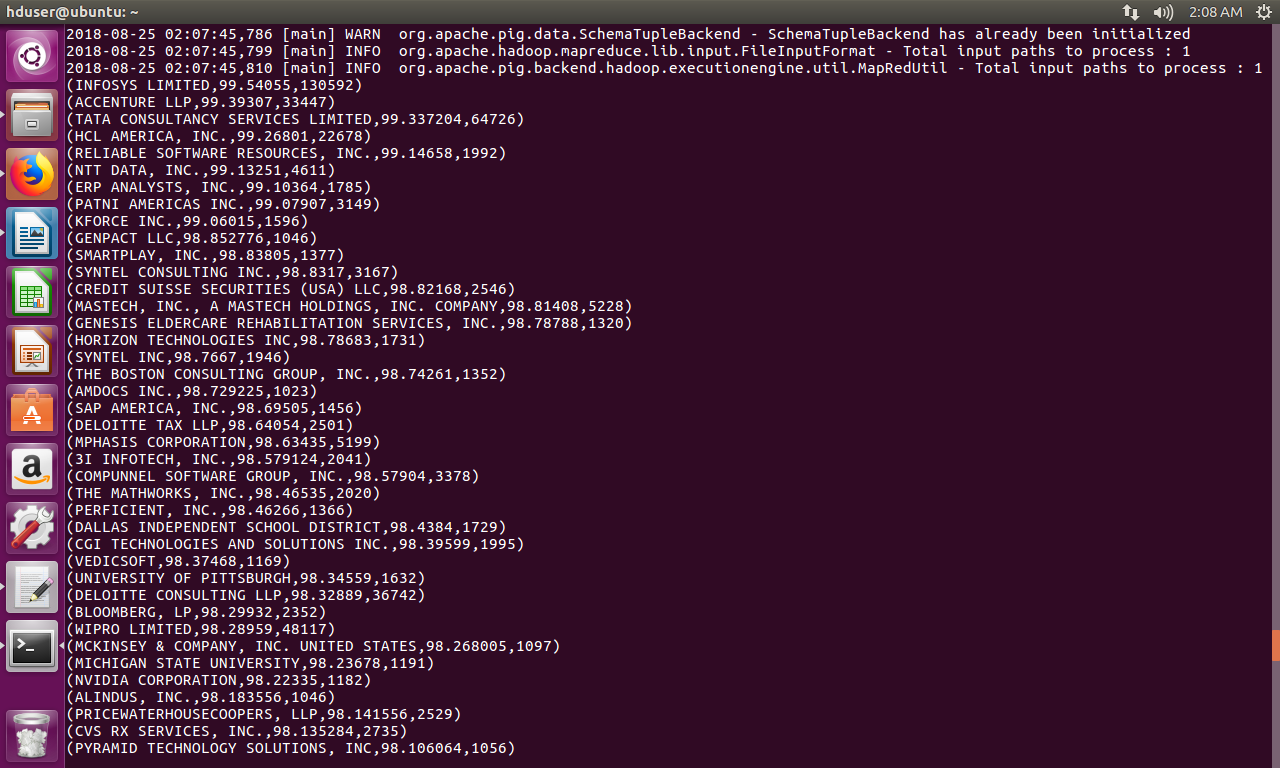 hduser@ubuntu: ~
2:08 AM
2018-08-25 02:07:45,786 [main] WARN  org.apache.pig.data.SchemaTupleBackend - SchemaTupleBackend has already been initialized
2018-08-25 02:07:45,799 [main] INFO  org.apache.hadoop.mapreduce.lib.input.FileInputFormat - Total input paths to process : 1
2018-08-25 02:07:45,810 [main] INFO  org.apache.pig.backend.hadoop.executionengine.util.MapRedUtil - Total input paths to process : 1
(INFOSYS LIMITED,99.54055,130592)
(ACCENTURE LLP,99.39307,33447)
(TATA CONSULTANCY SERVICES LIMITED,99.337204,64726)
(HCL AMERICA, INC.,99.26801,22678)
(RELIABLE SOFTWARE RESOURCES, INC.,99.14658,1992)
(NTT DATA, INC.,99.13251,4611)
(ERP ANALYSTS, INC.,99.10364,1785)
(PATNI AMERICAS INC.,99.07907,3149)
(KFORCE INC.,99.06015,1596)
(GENPACT LLC,98.852776,1046)
(SMARTPLAY, INC.,98.83805,1377)
(SYNTEL CONSULTING INC.,98.8317,3167)
(CREDIT SUISSE SECURITIES (USA) LLC,98.82168,2546)
(MASTECH, INC., A MASTECH HOLDINGS, INC. COMPANY,98.81408,5228)
(GENESIS ELDERCARE REHABILITATION SERVICES, INC.,98.78788,1320)
(HORIZON TECHNOLOGIES INC,98.78683,1731)
(SYNTEL INC,98.7667,1946)
(THE BOSTON CONSULTING GROUP, INC.,98.74261,1352)
(AMDOCS INC.,98.729225,1023)
(SAP AMERICA, INC.,98.69505,1456)
(DELOITTE TAX LLP,98.64054,2501)
(MPHASIS CORPORATION,98.63435,5199)
(3I INFOTECH, INC.,98.579124,2041)
(COMPUNNEL SOFTWARE GROUP, INC.,98.57904,3378)
(THE MATHWORKS, INC.,98.46535,2020)
(PERFICIENT, INC.,98.46266,1366)
(DALLAS INDEPENDENT SCHOOL DISTRICT,98.4384,1729)
(CGI TECHNOLOGIES AND SOLUTIONS INC.,98.39599,1995)
(VEDICSOFT,98.37468,1169)
(UNIVERSITY OF PITTSBURGH,98.34559,1632)
(DELOITTE CONSULTING LLP,98.32889,36742)
(BLOOMBERG, LP,98.29932,2352)
(WIPRO LIMITED,98.28959,48117)
(MCKINSEY & COMPANY, INC. UNITED STATES,98.268005,1097)
(MICHIGAN STATE UNIVERSITY,98.23678,1191)
(NVIDIA CORPORATION,98.22335,1182)
(ALINDUS, INC.,98.183556,1046)
(PRICEWATERHOUSECOOPERS, LLP,98.141556,2529)
(CVS RX SERVICES, INC.,98.135284,2735)
(PYRAMID TECHNOLOGY SOLUTIONS, INC,98.106064,1056)